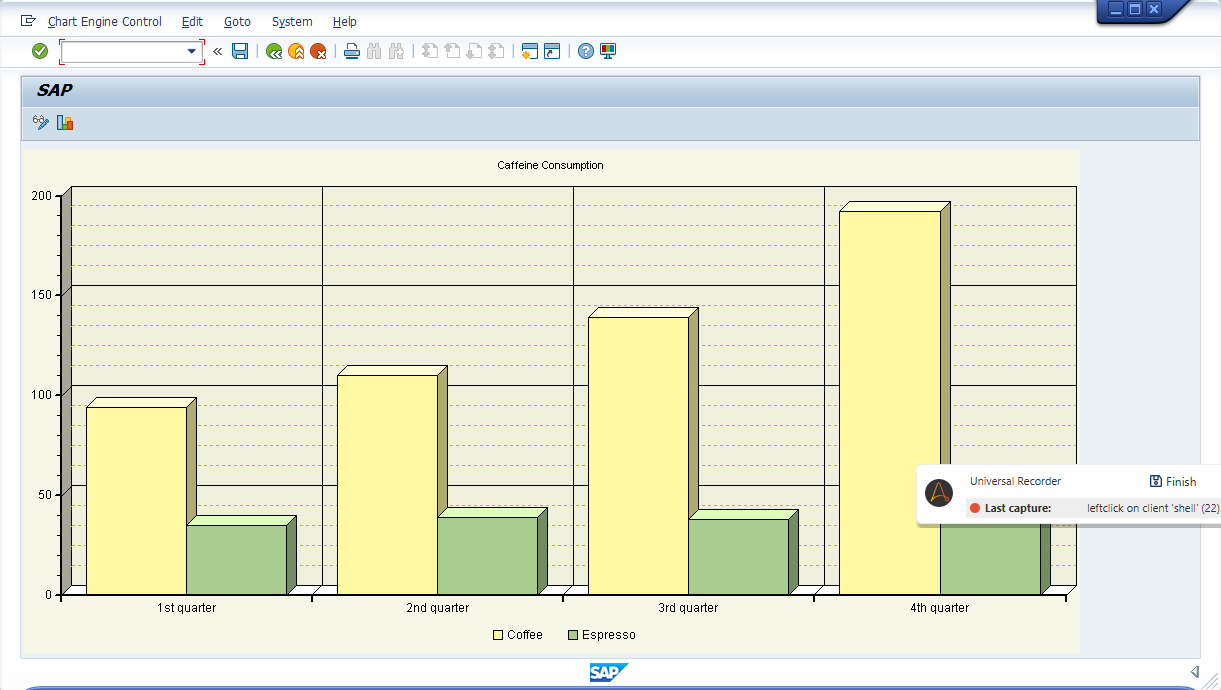 Chart Engine Control Edit Goto System Help
SAP
Caffeine Consumption
200
150
100
50
0
Universal Recorder Finish
Last capture: leftclick on client 'shell' (22)
1st quarter 2nd quarter 3rd quarter 4th quarter
Coffee Espresso
SAP